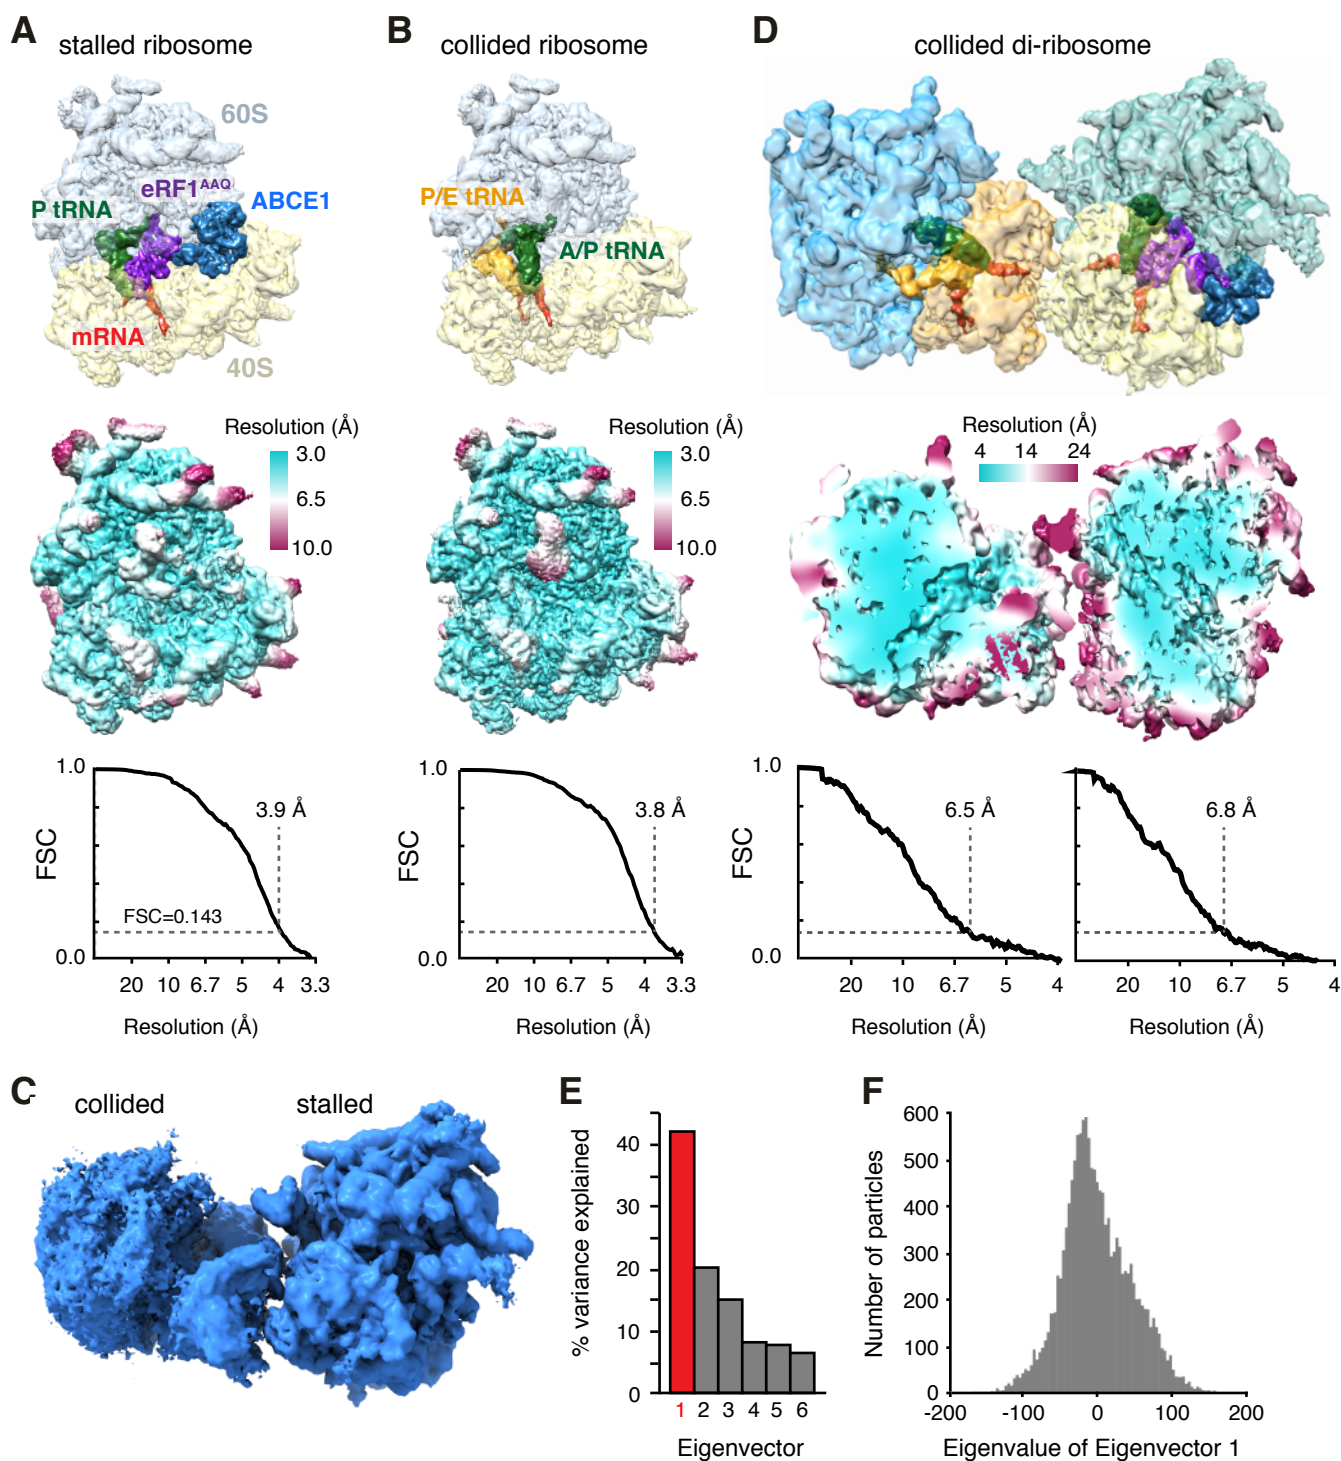 A
stalled ribosome
60S
eRF1AAQ
P tRNA
ABCE1
mRNA
40S
B
collided ribosome
P/E tRNA
A/P tRNA
D
collided di-ribosome
Resolution (Å)
3.0
6.5
10.0
Resolution (Å)
3.0
6.5
10.0
Resolution (Å)
4 14 24
1.0
FSC
0.0
3.9 Å
FSC=0.143
20 10 6.7 5 4 3.3
Resolution (Å)
1.0
FSC
0.0
3.8 Å
20 10 6.7 5 4 3.3
Resolution (Å)
1.0
FSC
0.0
6.5 Å
20 10 6.7 5 4
Resolution (Å)
6.8 Å
20 10 6.7 5 4
Resolution (Å)
C
collided stalled
E
% variance explained
40
30
20
10
0
1 2 3 4 5 6
Eigenvector
F
Number of particles
600
500
400
300
200
100
0
-200 -100 0 100 200
Eigenvalue of Eigenvector 1